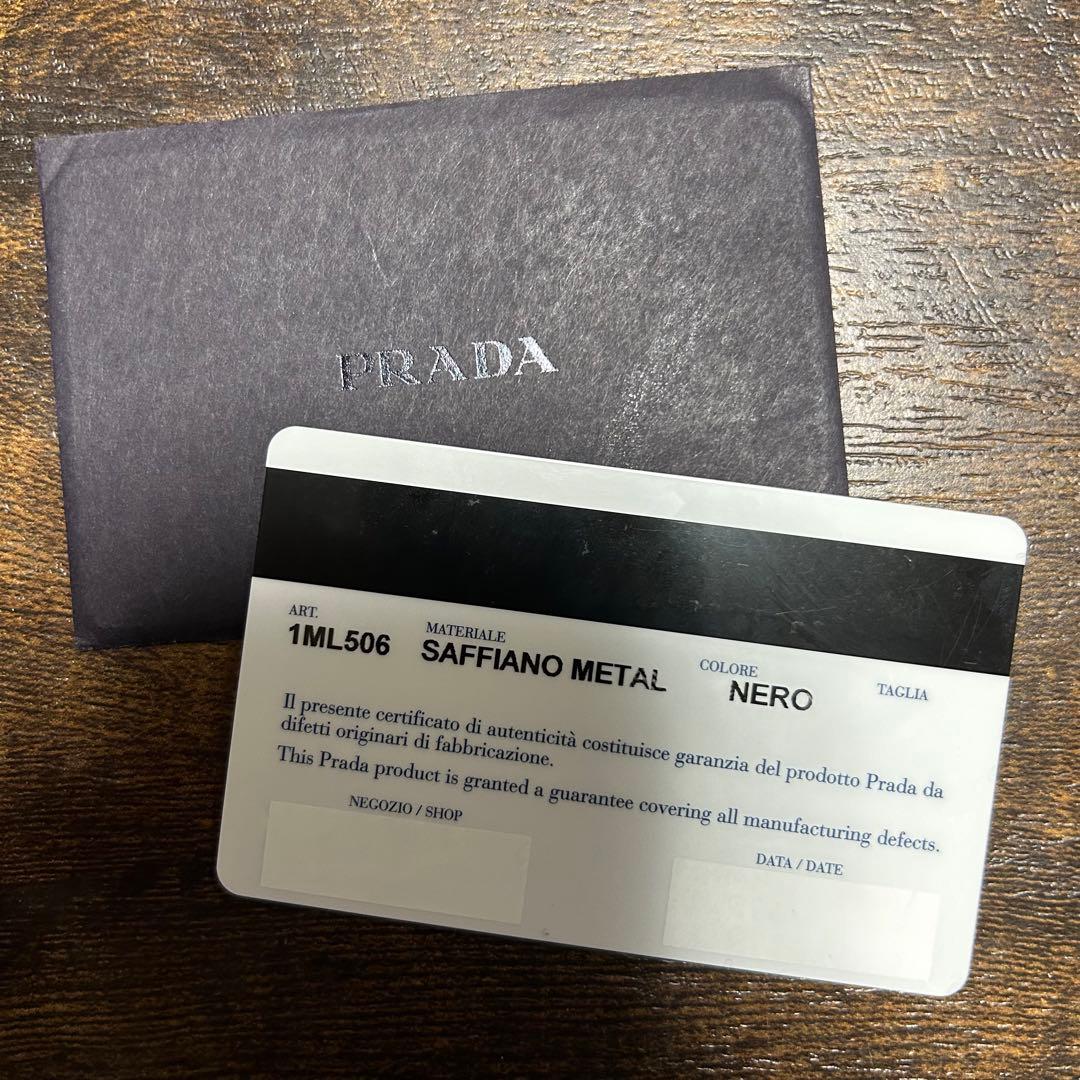 PRADA
ART.
1ML506
MATERIALE
SAFFIANO METAL
COLORE
NERO
TAGLIA
Il presente certificato di autenticità costituisce garanzia del prodotto Prada da
difetti originari di fabbricazione.
This Prada product is granted a guarantee covering all manufacturing defects.
NEGOZIO / SHOP
DATA / DATE